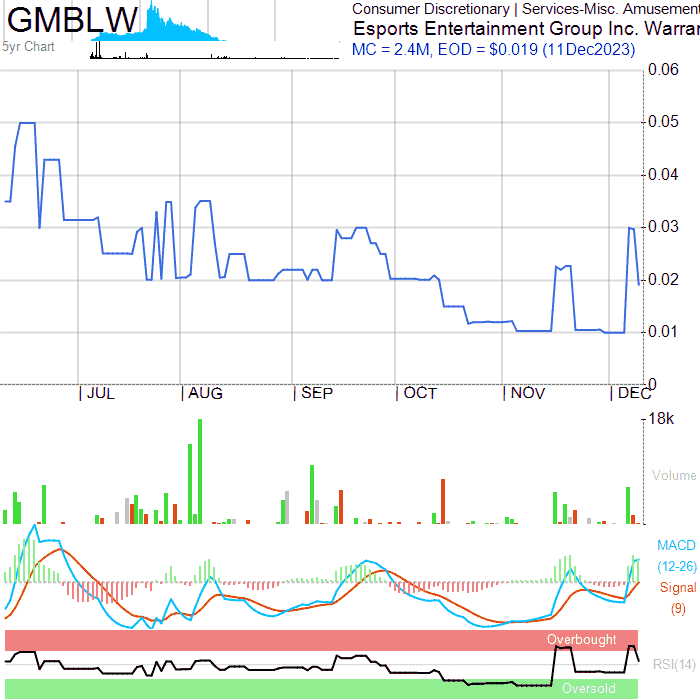 GMBLW
5yr Chart
Consumer Discretionary | Services-Misc. Amusement
Esports Entertainment Group Inc. Warran
MC = 2.4M, EOD = $0.019 (11Dec2023)
0.06
0.05
0.04
0.03
0.02
0.01
0
JUL AUG SEP OCT NOV DEC
18k
Volume
MACD
(12-26)
Signal
(9)
Overbought
RSI(14)
Oversold